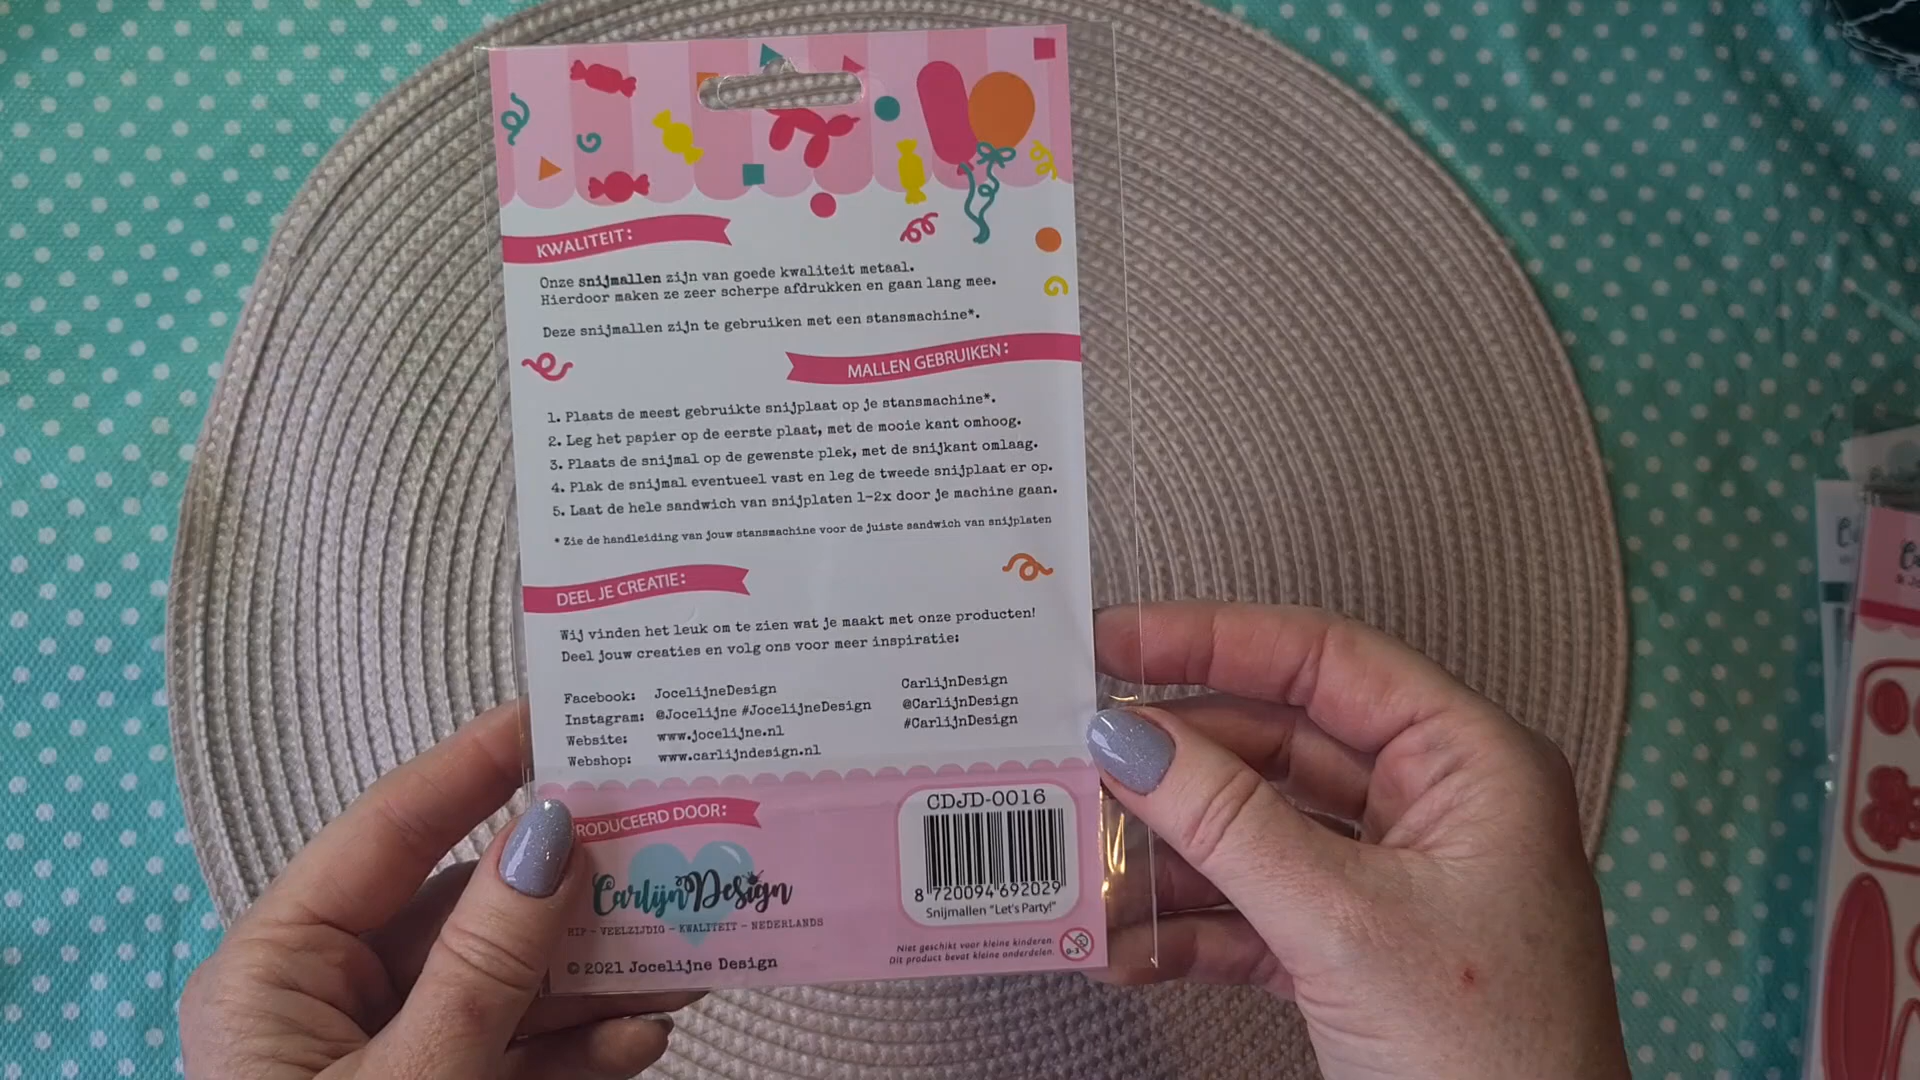 KWALITEIT:
Onze snijmallen zijn van goede kwaliteit metaal.
Hierdoor maken ze zeer scherpe afdrukken en gaan lang mee.
Deze snijmallen zijn te gebruiken met een stansmachine*.
MALLEN GEBRUIKEN:
1. Plaats de meest gebruikte snijplaat op je stansmachine*.
2. Leg het papier op de eerste plaat, met de mooie kant omhoog.
3. Plaats de snijmal op de gewenste plek, met de snijkant omlaag.
4. Plak de snijmal eventueel vast en leg de tweede snijplaat er op.
5. Laat de hele sandwich van snijplaten 1-2x door je machine gaan.
* Zie de handleiding van jouw stansmachine voor de juiste sandwich van snijplaten
DEEL JE CREATIE:
Wij vinden het leuk om te zien wat je maakt met onze producten!
Deel jouw creaties en volg ons voor meer inspiratie:
Facebook: JocelijneDesign CarlijnDesign
Instagram: @Jocelijne #JocelijneDesign @CarlijnDesign
#CarlijnDesign
Website: www.jocelijne.nl
Webshop: www.carlijndesign.nl
RODUCEERD DOOR:
CarlijnDesign
HIP - VEELZIJDIG - KWALITEIT - NEDERLANDS
© 2021 Jocelijne Design
CDJD-0016
8 720094 692029
Snijmallen "Let's Party!"
Niet geschikt voor kleine kinderen.
Dit product bevat kleine onderdelen.
0-3